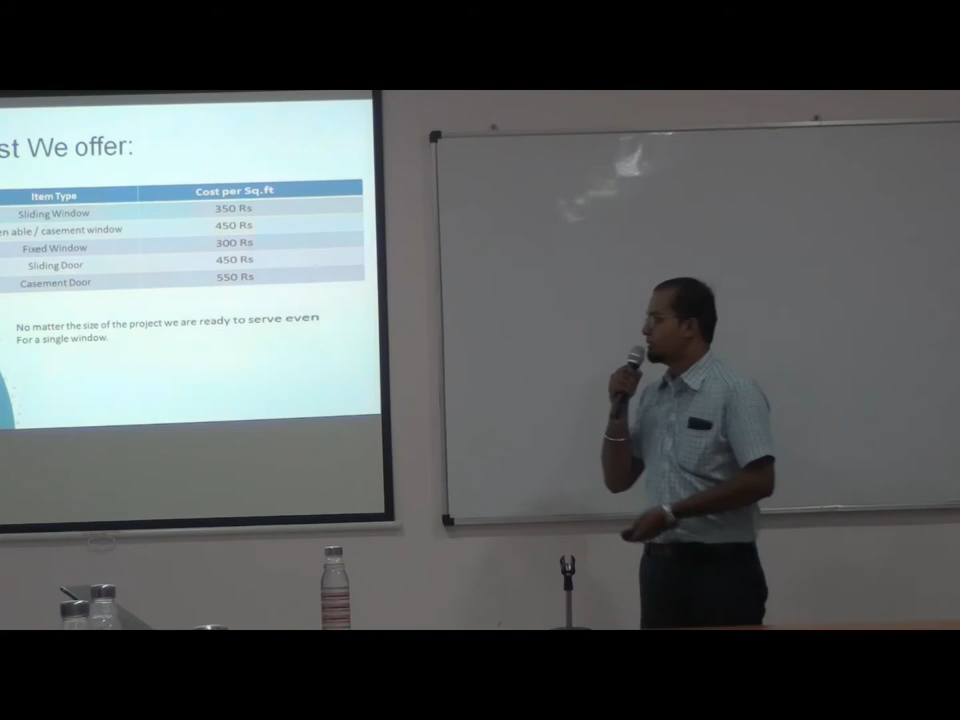 st We offer:
Item Type Cost per Sq.ft
Sliding Window 350 Rs
en able / casement window 450 Rs
Fixed Window 300 Rs
Sliding Door 450 Rs
Casement Door 550 Rs
No matter the size of the project we are ready to serve even
For a single window.